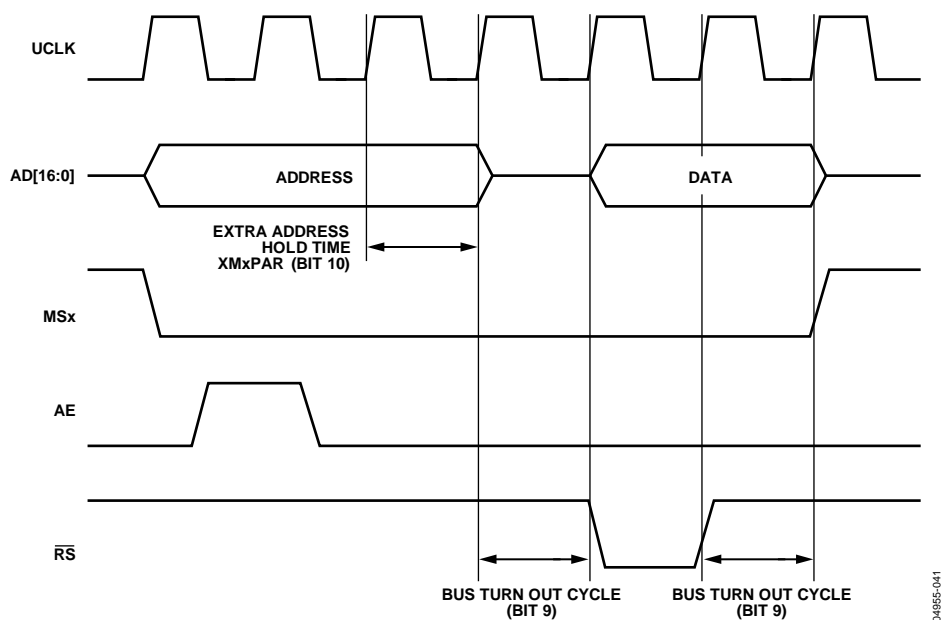 UCLK
AD[16:0]
ADDRESS
DATA
EXTRA ADDRESS
HOLD TIME
XMxPAR (BIT 10)
MSx
AE
RS
BUS TURN OUT CYCLE
(BIT 9)
BUS TURN OUT CYCLE
(BIT 9)
04955-041